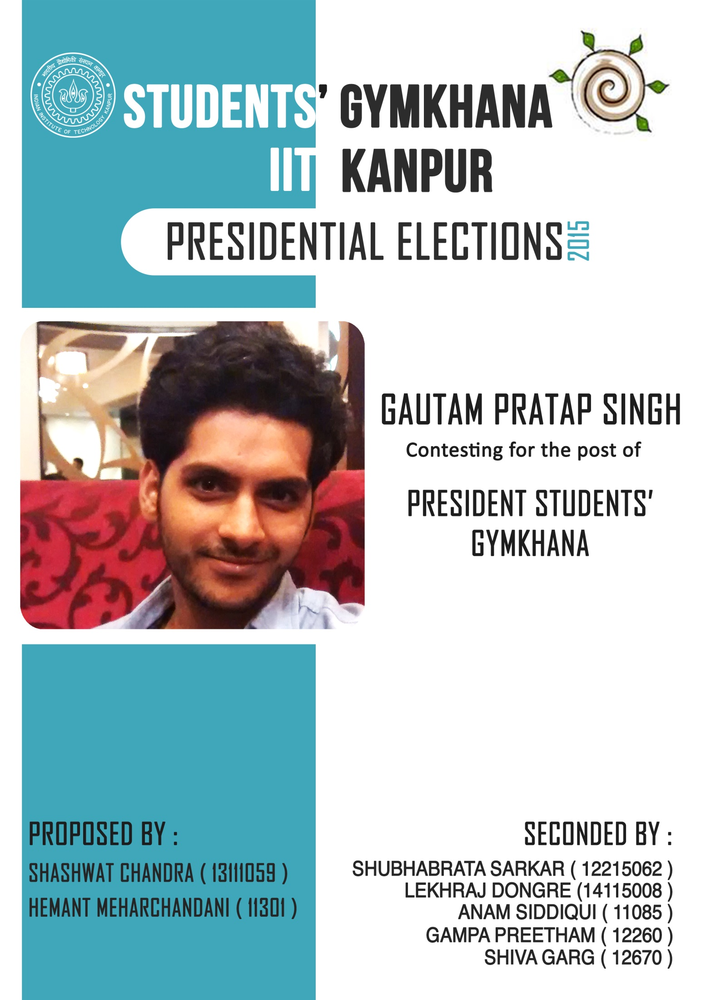 भारतीय प्रौद्योगिकी संस्थान कानपुर
INDIAN INSTITUTE OF TECHNOLOGY KANPUR
STUDENTS’ GYMKHANA
IIT KANPUR
PRESIDENTIAL ELECTIONS 2015
GAUTAM PRATAP SINGH
Contesting for the post of
PRESIDENT STUDENTS’
GYMKHANA
PROPOSED BY :
SHASHWAT CHANDRA ( 13111059 )
HEMANT MEHARCHANDANI ( 11301 )
SECONDED BY :
SHUBHABRATA SARKAR ( 12215062 )
LEKHRAJ DONGRE (14115008 )
ANAM SIDDIQUI ( 11085 )
GAMPA PREETHAM ( 12260 )
SHIVA GARG ( 12670 )